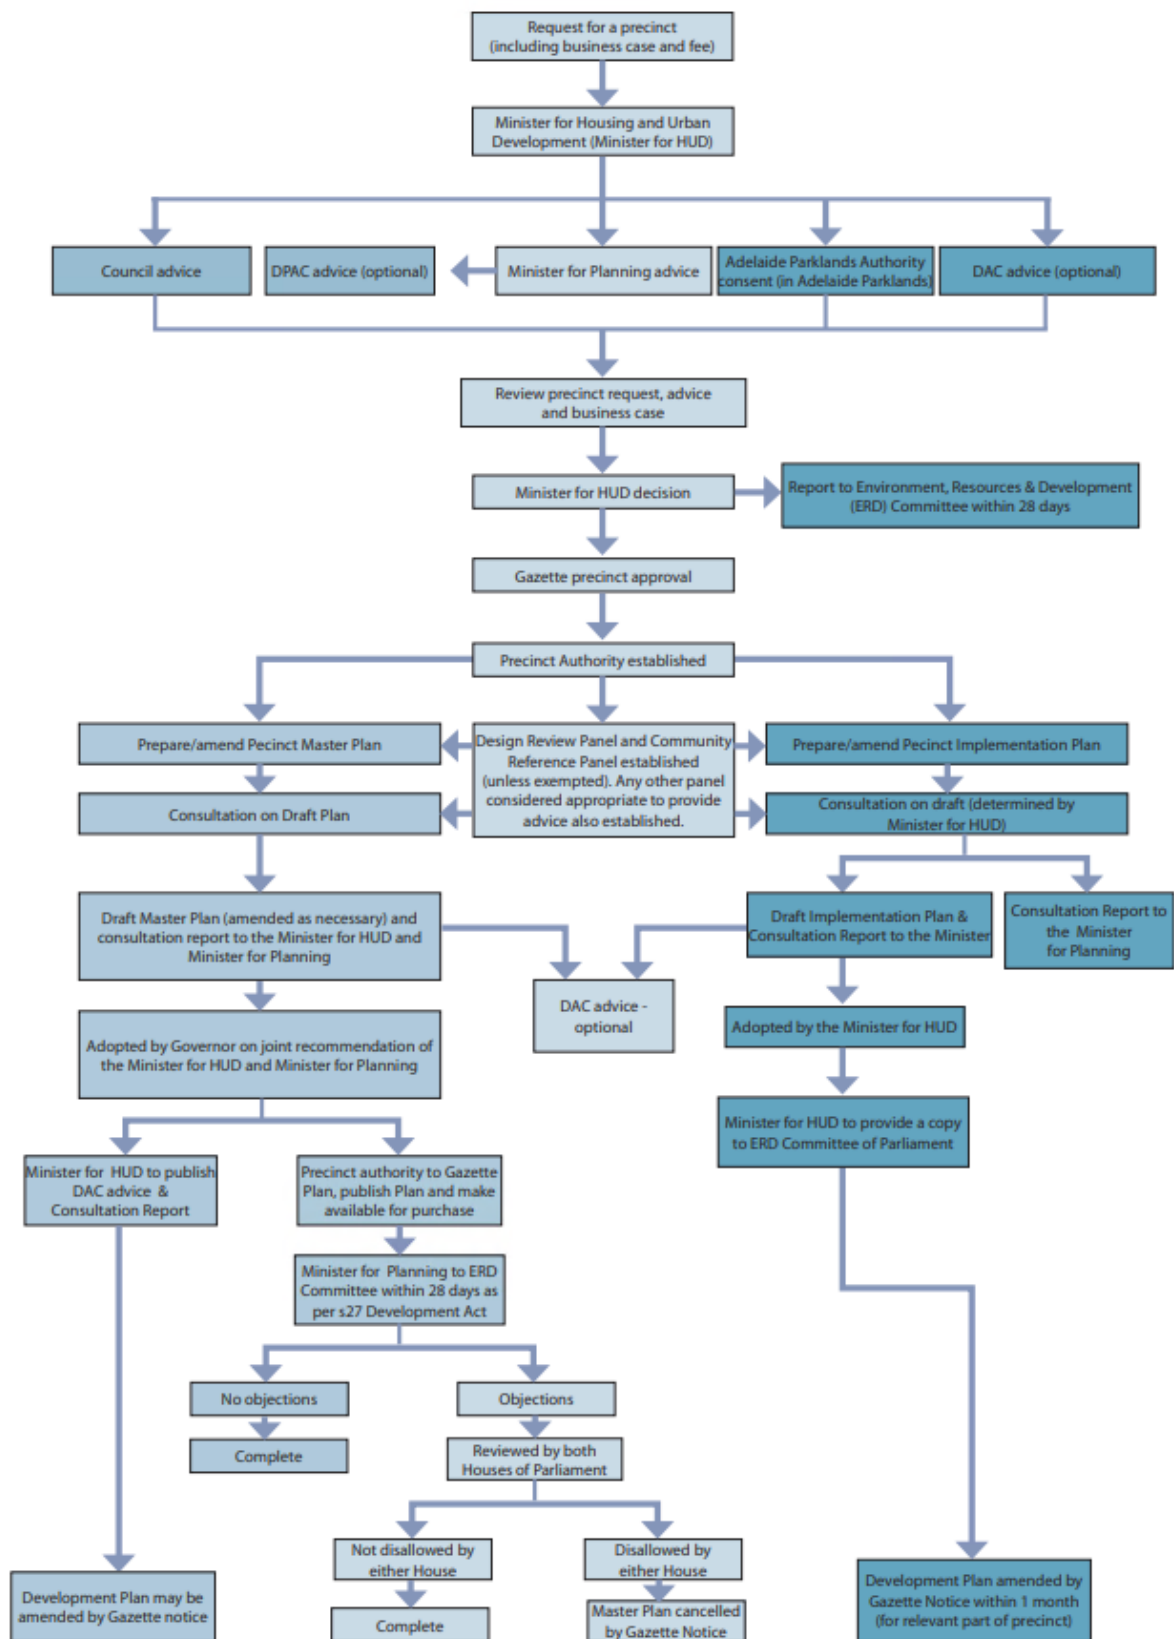 Request for a precinct
(including business case and fee)
Minister for Housing and Urban
Development (Minister for HUD)
Council advice
DPAC advice (optional)
Minister for Planning advice
Adelaide Parklands Authority
consent (in Adelaide Parklands)
DAC advice (optional)
Review precinct request, advice
and business case
Minister for HUD decision
Report to Environment, Resources & Development
(ERD) Committee within 28 days
Gazette precinct approval
Precinct Authority established
Prepare/amend Pecinct Master Plan
Design Review Panel and Community
Reference Panel established
(unless exempted). Any other panel
considered appropriate to provide
advice also established.
Prepare/amend Pecinct Implementation Plan
Consultation on Draft Plan
Consultation on draft (determined by
Minister for HUD)
Draft Master Plan (amended as necessary) and
consultation report to the Minister for HUD and
Minister for Planning
Draft Implementation Plan &
Consultation Report to the Minister
Consultation Report to
the Minister
for Planning
DAC advice -
optional
Adopted by Governor on joint recommendation of
the Minister for HUD and Minister for Planning
Adopted by the Minister for HUD
Minister for HUD to provide a copy
to ERD Committee of Parliament
Minister for HUD to publish
DAC advice &
Consultation Report
Precinct authority to Gazette
Plan, publish Plan and make
available for purchase
Minister for Planning to ERD
Committee within 28 days as
per s27 Development Act
No objections
Objections
Complete
Reviewed by both
Houses of Parliament
Not disallowed by
either House
Disallowed by
either House
Development Plan may be
amended by Gazette notice
Complete
Master Plan cancelled
by Gazette Notice
Development Plan amended by
Gazette Notice within 1 month
(for relevant part of precinct)